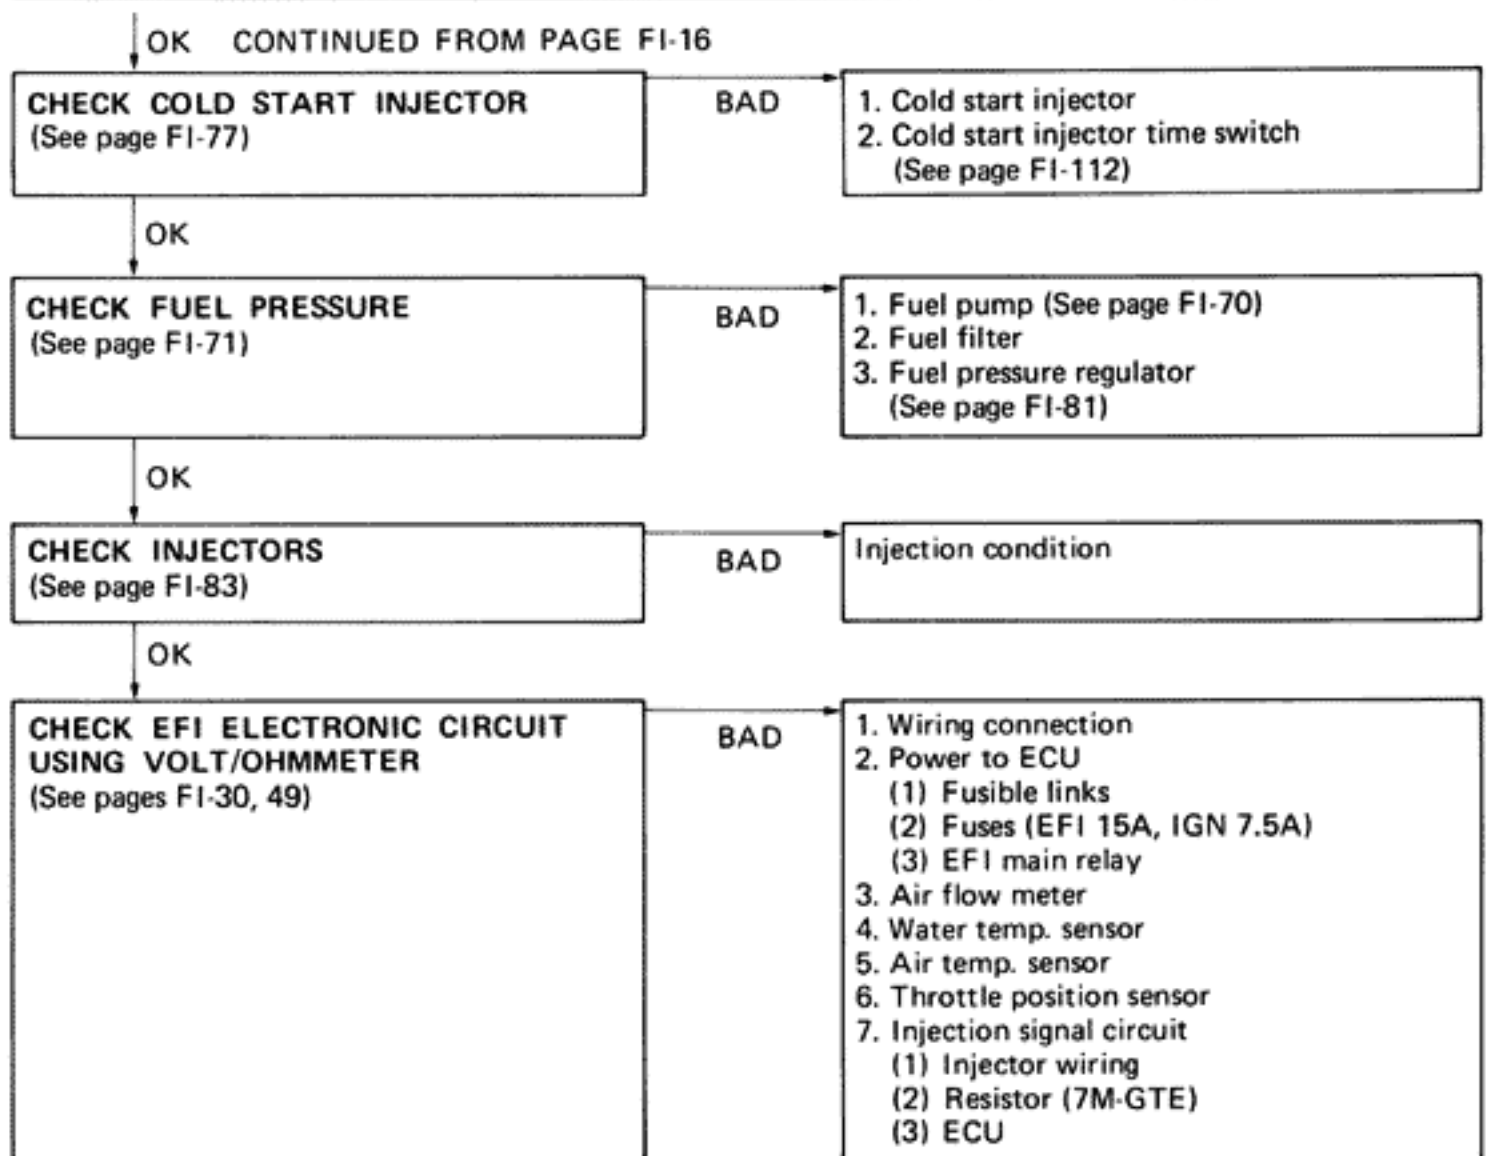 OK CONTINUED FROM PAGE FI-16
CHECK COLD START INJECTOR
(See page FI-77)
BAD
1. Cold start injector
2. Cold start injector time switch
(See page FI-112)
OK
CHECK FUEL PRESSURE
(See page FI-71)
BAD
1. Fuel pump (See page FI-70)
2. Fuel filter
3. Fuel pressure regulator
(See page FI-81)
OK
CHECK INJECTORS
(See page FI-83)
BAD
Injection condition
OK
CHECK EFI ELECTRONIC CIRCUIT
USING VOLT/OHMMETER
(See pages FI-30, 49)
BAD
1. Wiring connection
2. Power to ECU
(1) Fusible links
(2) Fuses (EFI 15A, IGN 7.5A)
(3) EFI main relay
3. Air flow meter
4. Water temp. sensor
5. Air temp. sensor
6. Throttle position sensor
7. Injection signal circuit
(1) Injector wiring
(2) Resistor (7M-GTE)
(3) ECU